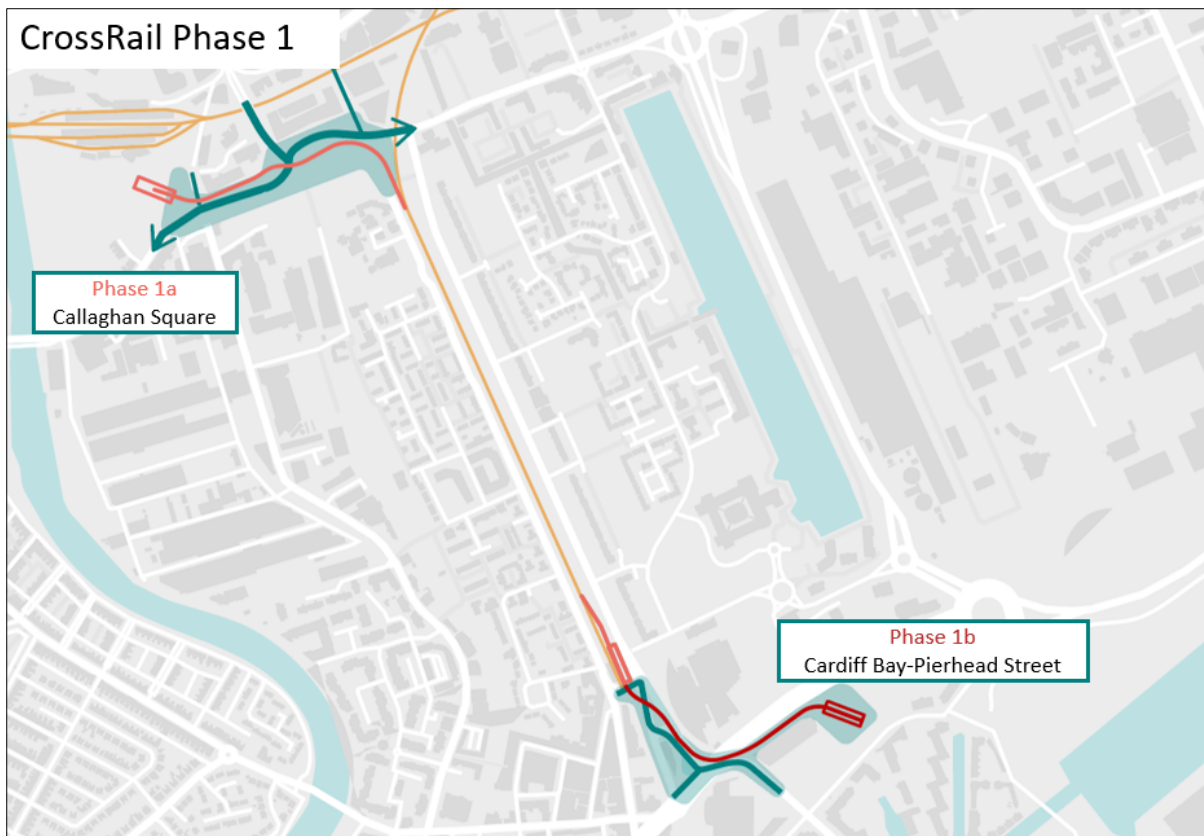 CrossRail Phase 1
Phase 1a
Callaghan Square
Phase 1b
Cardiff Bay-Pierhead Street